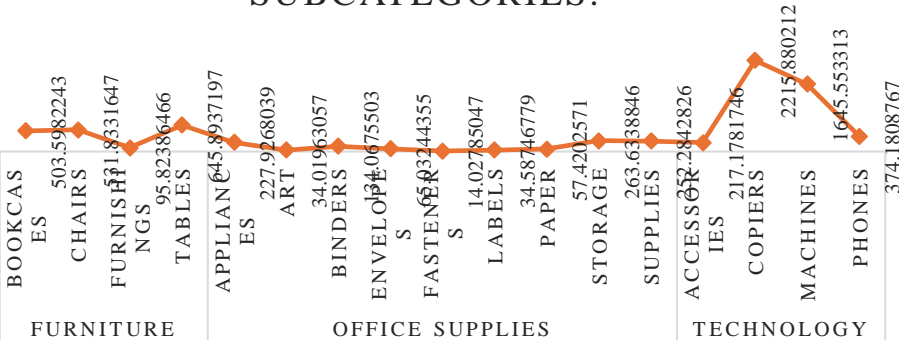 SUBCATEGORIES:
503.5982243
531.8331647
95.82386466
645.8937197
227.9268039
34.01963057
134.0675503
65.03244355
14.02785047
34.58746779
57.4202571
263.6338846
252.2842826
217.1781746
2215.880212
1645.553313
374.1808767
BOOKCAS
ES
CHAIRS
FURNISHI
NGS
TABLES
APPLIANC
ES
ART
BINDERS
ENVELOPE
S
FASTENER
S
LABELS
PAPER
STORAGE
SUPPLIES
ACCESSOR
IES
COPIERS
MACHINES
PHONES
FURNITURE
OFFICE SUPPLIES
TECHNOLOGY